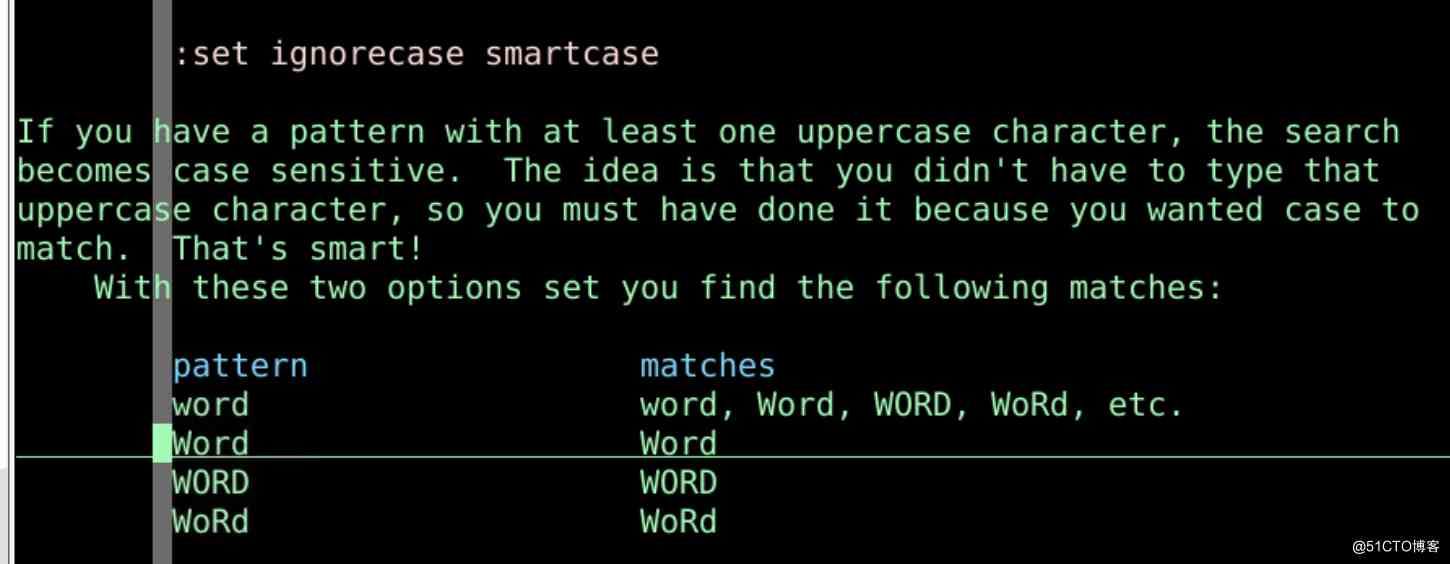 :set ignorecase smartcase
If you have a pattern with at least one uppercase character, the search
becomes case sensitive.  The idea is that you didn't have to type that
uppercase character, so you must have done it because you wanted case to
match.  That's smart!
With these two options set you find the following matches:
pattern matches
word word, Word, WORD, WoRd, etc.
Word Word
WORD WORD
WoRd WoRd
@51CTO博客